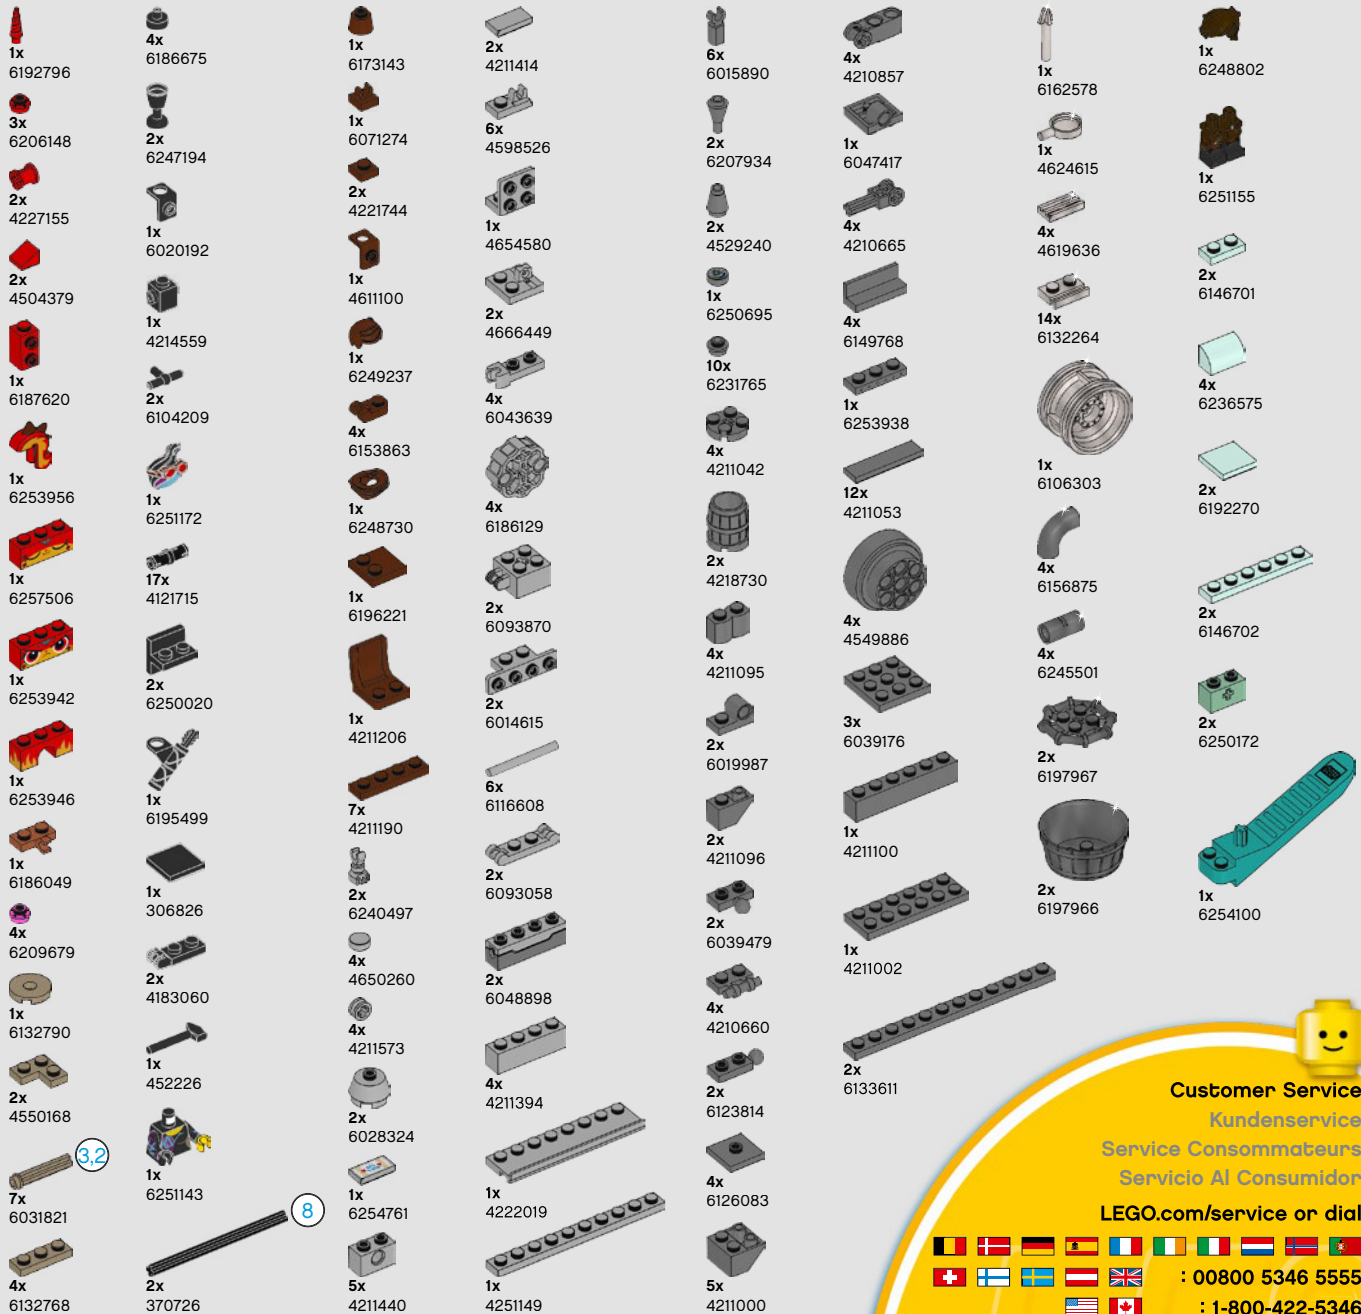 1x
6192796
3x
6206148
2x
4227155
2x
4504379
1x
6187620
1x
6253956
1x
6257506
1x
6253942
1x
6253946
1x
6186049
4x
6209679
1x
6132790
2x
4550168
3,2
7x
6031821
4x
6132768
4x
6186675
2x
6247194
1x
6020192
1x
4214559
2x
6104209
1x
6251172
17x
4121715
2x
6250020
1x
6195499
1x
306826
2x
4183060
1x
452226
1x
6251143
8
2x
370726
1x
6173143
1x
6071274
2x
4221744
1x
4611100
1x
6249237
4x
6153863
1x
6248730
1x
6196221
1x
4211206
7x
4211190
2x
6240497
4x
4650260
4x
4211573
2x
6028324
1x
6254761
5x
4211440
2x
4211414
6x
4598526
1x
4654580
2x
4666449
4x
6043639
4x
6186129
2x
6093870
2x
6014615
6x
6116608
2x
6093058
2x
6048898
4x
4211394
1x
4222019
1x
4251149
6x
6015890
2x
6207934
2x
4529240
1x
6250695
10x
6231765
4x
4211042
2x
4218730
4x
4211095
2x
6019987
2x
4211096
2x
6039479
4x
4210660
2x
6123814
4x
6126083
5x
4211000
4x
4210857
1x
6047417
4x
4210665
4x
6149768
1x
6253938
12x
4211053
4x
4549886
3x
6039176
1x
4211100
1x
4211002
2x
6133611
1x
6162578
1x
4624615
4x
4619636
14x
6132264
1x
6106303
4x
6156875
4x
6245501
2x
6197967
2x
6197966
1x
6248802
1x
6251155
2x
6146701
4x
6236575
2x
6192270
2x
6146702
2x
6250172
1x
6254100
Customer Service
Kundenservice
Service Consommateurs
Servicio Al Consumidor
LEGO.com/service or dial
: 00800 5346 5555
: 1-800-422-5346